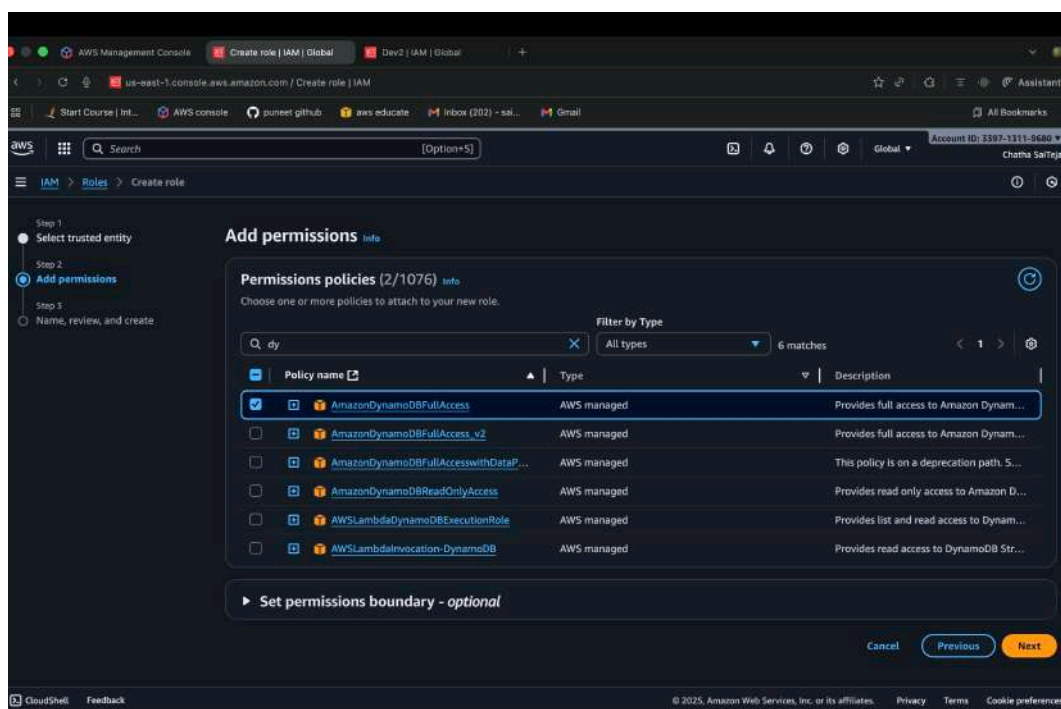 AWS Management Console
Create role | IAM | Global
Dev2 | IAM | Global
us-east-1.console.aws.amazon.com / Create role | IAM
Assistant
Start Course | Int...
AWS console
puneet github
aws educate
Inbox (202) - sai...
Gmail
All Bookmarks
aws
Search
[Option+S]
Global
Account ID: 3397-1311-9680
Chatha SaiTeja
IAM > Roles > Create role
Step 1
Select trusted entity
Step 2
Add permissions
Step 3
Name, review, and create
Add permissions Info
Permissions policies (2/1076) Info
Choose one or more policies to attach to your new role.
Filter by Type
dy
All types
6 matches
1
Policy name
Type
Description
AmazonDynamoDBFullAccess
AWS managed
Provides full access to Amazon Dynam...
AmazonDynamoDBFullAccess_v2
AWS managed
Provides full access to Amazon Dynam...
AmazonDynamoDBFullAccesswithDataP...
AWS managed
This policy is on a deprecation path. S...
AmazonDynamoDBReadOnlyAccess
AWS managed
Provides read only access to Amazon D...
AWSLambdaDynamoDBExecutionRole
AWS managed
Provides list and read access to Dynam...
AWSLambdaInvocation-DynamoDB
AWS managed
Provides read access to DynamoDB Str...
Set permissions boundary - optional
Cancel
Previous
Next
CloudShell
Feedback
© 2025, Amazon Web Services, Inc. or its affiliates.
Privacy
Terms
Cookie preferences